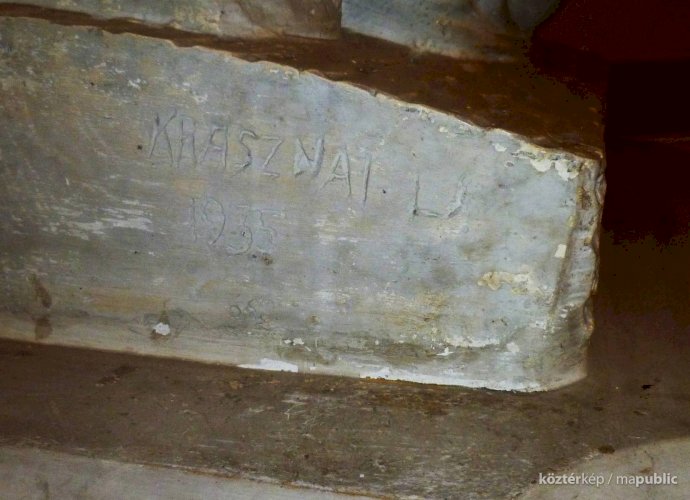 KRASZNAI L
1935
köztérkép / mapublic